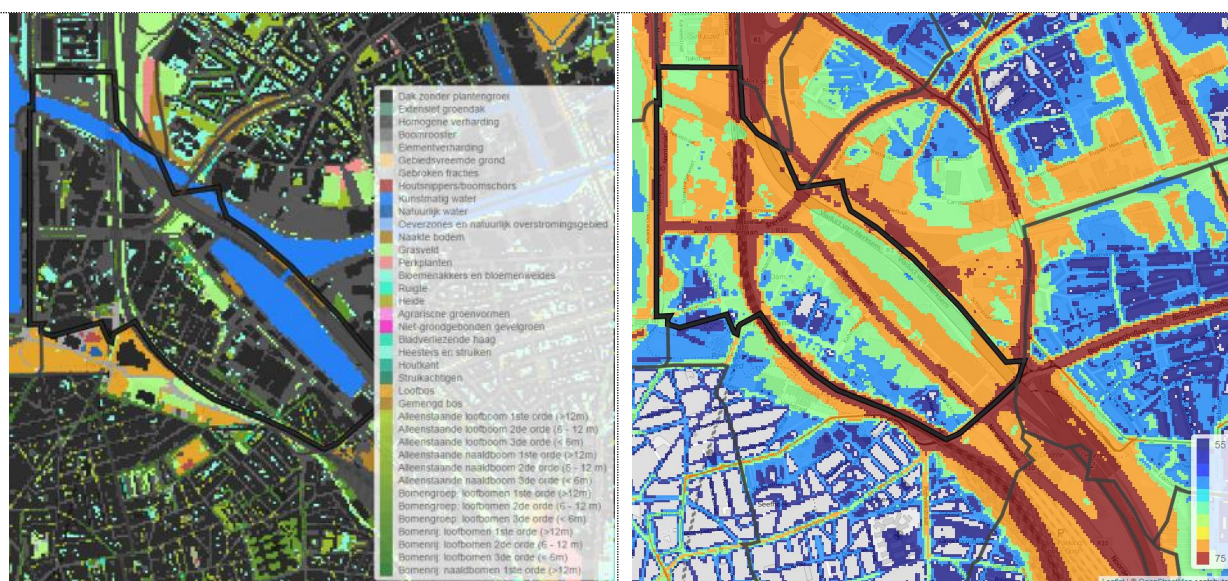 Dak zonder plantengroei
Extensief groendak
Homogene verharding
Boomrooster
Elementverharding
Gebiedsvreemde grond
Gebroken fracties
Houtsnippers/boomschors
Kunstmatig water
Natuurlijk water
Oeverzones en natuurlijk overstromingsgebied
Naakte bodem
Grasveld
Perkplanten
Bloemenakkers en bloemenweides
Ruigte
Heide
Agrarische groenvormen
Niet-grondgebonden gevelgroen
Bladverliezende haag
Heesters en struiken
Houtkant
Struikachtigen
Loofbos
Gemengd bos
Alleenstaande loofboom 1ste orde (>12m)
Alleenstaande loofboom 2de orde (6 - 12 m)
Alleenstaande loofboom 3de orde (< 6m)
Alleenstaande naaldboom 1ste orde (>12m)
Alleenstaande naaldboom 2de orde (6 - 12 m)
Alleenstaande naaldboom 3de orde (< 6m)
Bomengroep: loofbomen 1ste orde (>12m)
Bomengroep: loofbomen 2de orde (6 - 12 m)
Bomengroep: loofbomen 3de orde (< 6m)
Bomenrij: loofbomen 1ste orde (>12m)
Bomenrij: loofbomen 2de orde (6 - 12 m)
Bomenrij: loofbomen 3de orde (< 6m)
Bomenrij: naaldbomen 1ste orde (>12m)
55
75